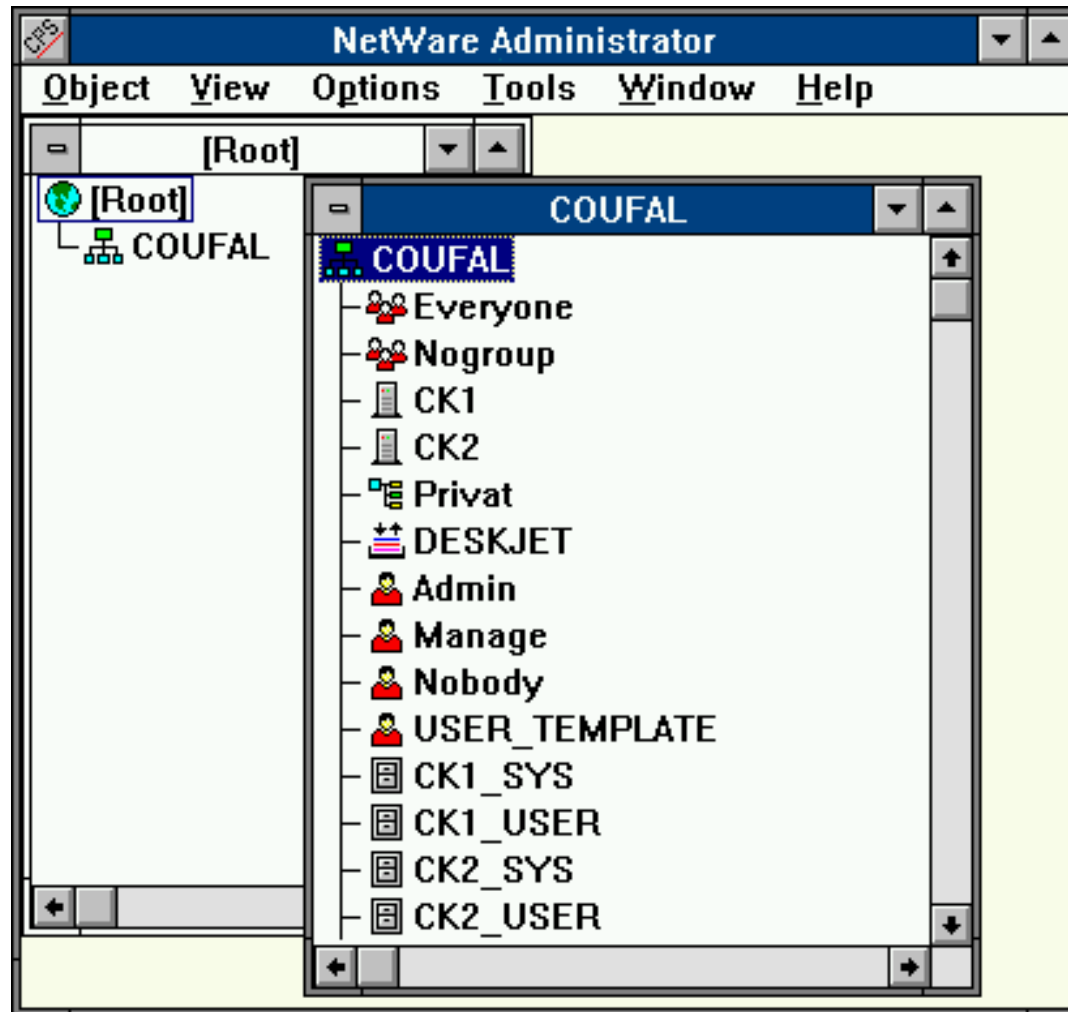 CPS NetWare Administrator
Object View Options Tools Window Help
[Root]
[Root]
COUFAL
COUFAL
COUFAL
Everyone
Nogroup
CK1
CK2
Privat
DESKJET
Admin
Manage
Nobody
USER_TEMPLATE
CK1_SYS
CK1_USER
CK2_SYS
CK2_USER